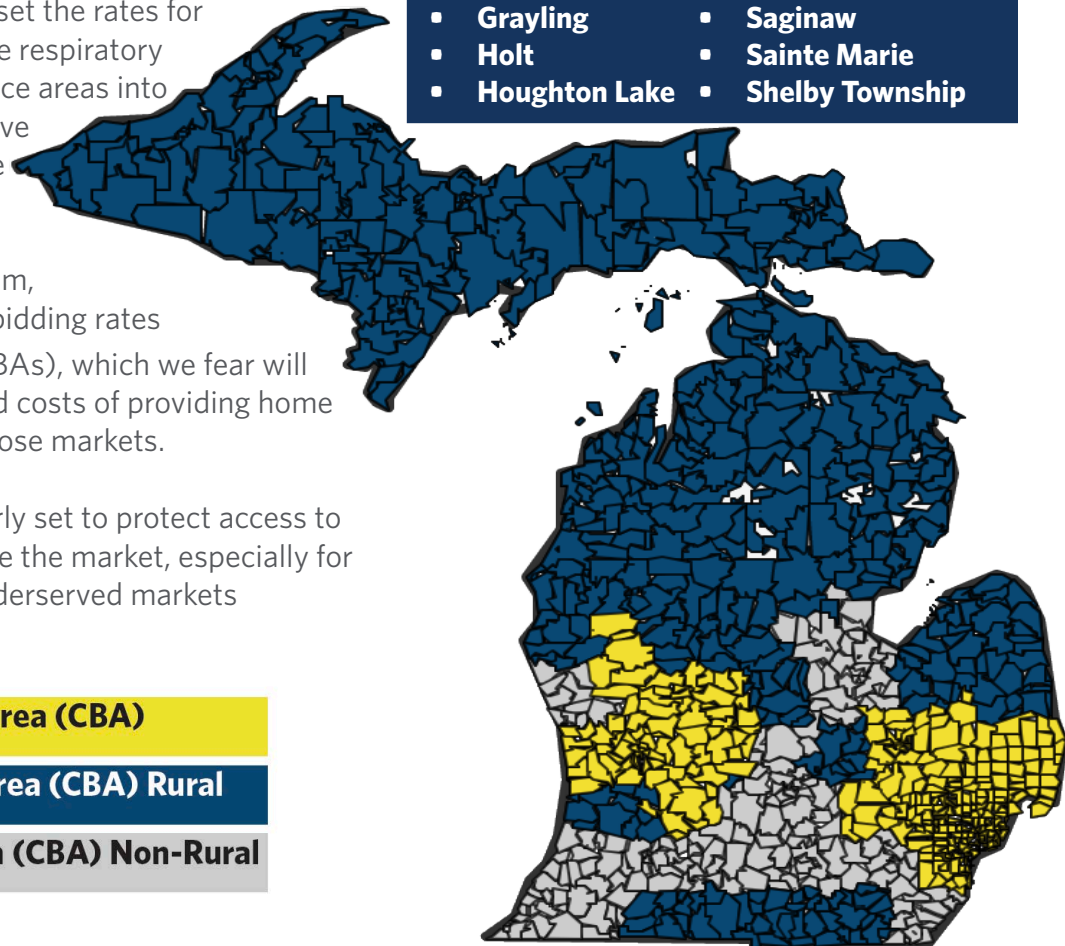 set the rates for
e respiratory
ce areas into
ve
e
m,
bidding rates
BAs), which we fear will
d costs of providing home
ose markets.
rly set to protect access to
e the market, especially for
derserved markets
▪ Grayling
▪ Holt
▪ Houghton Lake
▪ Saginaw
▪ Sainte Marie
▪ Shelby Township
rea (CBA)
rea (CBA) Rural
a (CBA) Non-Rural